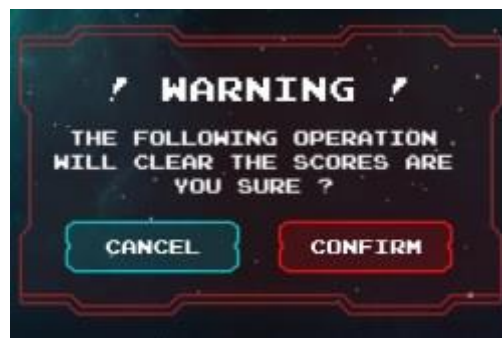 ! WARNING !
THE FOLLOWING OPERATION
WILL CLEAR THE SCORES ARE
YOU SURE ?
CANCEL
CONFIRM